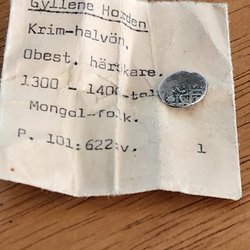 Gyllene Horden
Krim-halvön.
Obest. härskare.
1300 - 1400-tal
Mongol-folk.
P. 101:622:v. 1